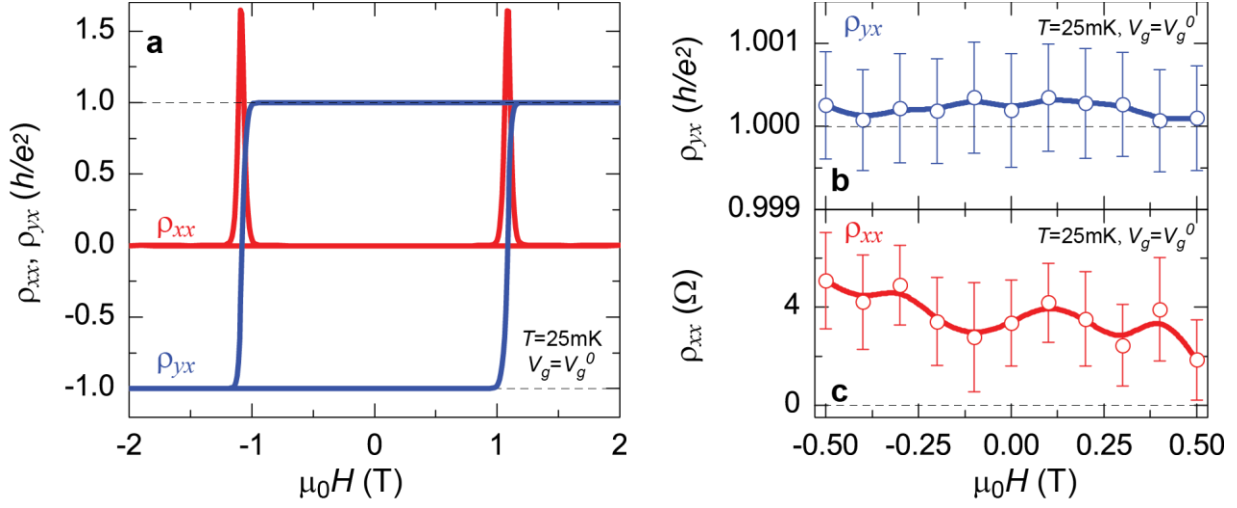 a
1.5
1.0
0.5
0.0
-0.5
-1.0
ρxx, ρyx (h/e²)
ρxx
ρyx
T=25mK
Vg=Vg⁰
-2
-1
0
1
2
μ₀H (T)
ρyx
T=25mK, Vg=Vg⁰
1.001
1.000
0.999
ρyx (h/e²)
b
ρxx
T=25mK, Vg=Vg⁰
4
0
ρxx (Ω)
c
-0.50
-0.25
0.00
0.25
0.50
μ₀H (T)